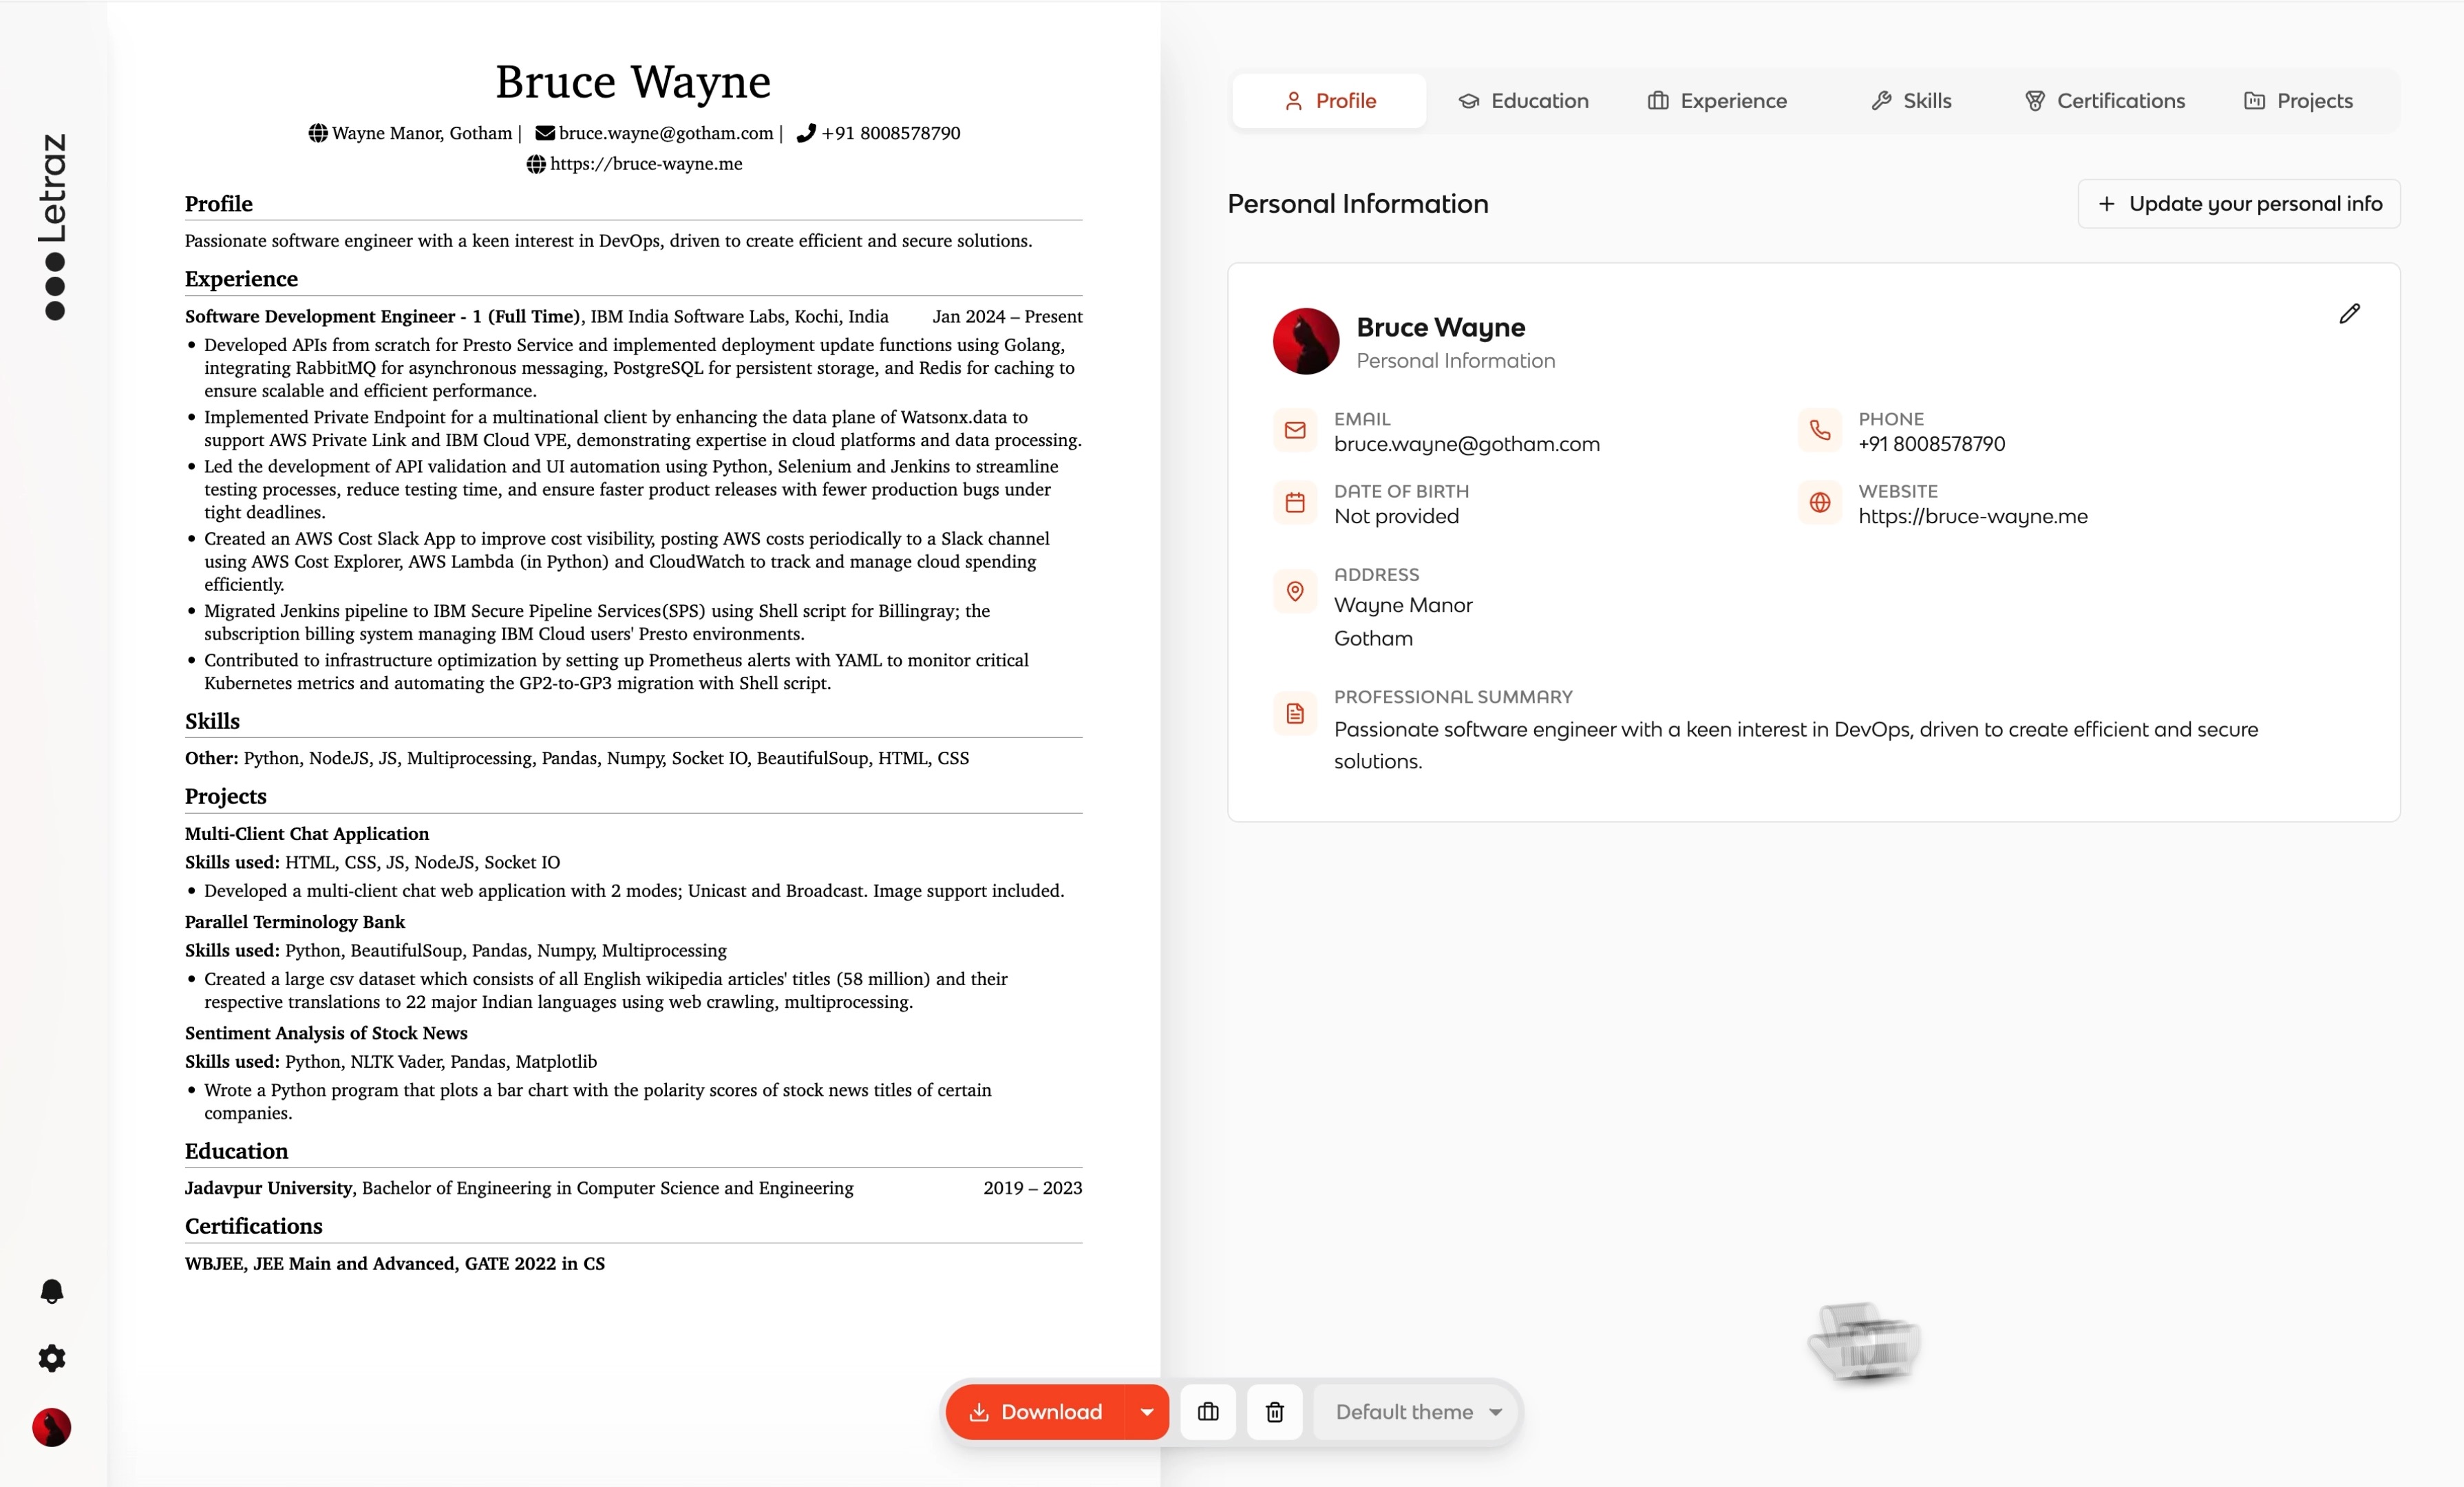 Letraz
Bruce Wayne
Wayne Manor, Gotham | bruce.wayne@gotham.com | +91 8008578790
https://bruce-wayne.me
Profile
Passionate software engineer with a keen interest in DevOps, driven to create efficient and secure solutions.
Experience
Software Development Engineer - 1 (Full Time), IBM India Software Labs, Kochi, India Jan 2024 – Present
• Developed APIs from scratch for Presto Service and implemented deployment update functions using Golang,
integrating RabbitMQ for asynchronous messaging, PostgreSQL for persistent storage, and Redis for caching to
ensure scalable and efficient performance.
• Implemented Private Endpoint for a multinational client by enhancing the data plane of Watsonx.data to
support AWS Private Link and IBM Cloud VPE, demonstrating expertise in cloud platforms and data processing.
• Led the development of API validation and UI automation using Python, Selenium and Jenkins to streamline
testing processes, reduce testing time, and ensure faster product releases with fewer production bugs under
tight deadlines.
• Created an AWS Cost Slack App to improve cost visibility, posting AWS costs periodically to a Slack channel
using AWS Cost Explorer, AWS Lambda (in Python) and CloudWatch to track and manage cloud spending
efficiently.
• Migrated Jenkins pipeline to IBM Secure Pipeline Services(SPS) using Shell script for Billingray; the
subscription billing system managing IBM Cloud users' Presto environments.
• Contributed to infrastructure optimization by setting up Prometheus alerts with YAML to monitor critical
Kubernetes metrics and automating the GP2-to-GP3 migration with Shell script.
Skills
Other: Python, NodeJS, JS, Multiprocessing, Pandas, Numpy, Socket IO, BeautifulSoup, HTML, CSS
Projects
Multi-Client Chat Application
Skills used: HTML, CSS, JS, NodeJS, Socket IO
• Developed a multi-client chat web application with 2 modes; Unicast and Broadcast. Image support included.
Parallel Terminology Bank
Skills used: Python, BeautifulSoup, Pandas, Numpy, Multiprocessing
• Created a large csv dataset which consists of all English wikipedia articles' titles (58 million) and their
respective translations to 22 major Indian languages using web crawling, multiprocessing.
Sentiment Analysis of Stock News
Skills used: Python, NLTK Vader, Pandas, Matplotlib
• Wrote a Python program that plots a bar chart with the polarity scores of stock news titles of certain
companies.
Education
Jadavpur University, Bachelor of Engineering in Computer Science and Engineering 2019 – 2023
Certifications
WBJEE, JEE Main and Advanced, GATE 2022 in CS
Profile Education Experience Skills Certifications Projects
Personal Information
+ Update your personal info
Bruce Wayne
Personal Information
EMAIL
bruce.wayne@gotham.com
PHONE
+91 8008578790
DATE OF BIRTH
Not provided
WEBSITE
https://bruce-wayne.me
ADDRESS
Wayne Manor
Gotham
PROFESSIONAL SUMMARY
Passionate software engineer with a keen interest in DevOps, driven to create efficient and secure
solutions.
Download
Default theme